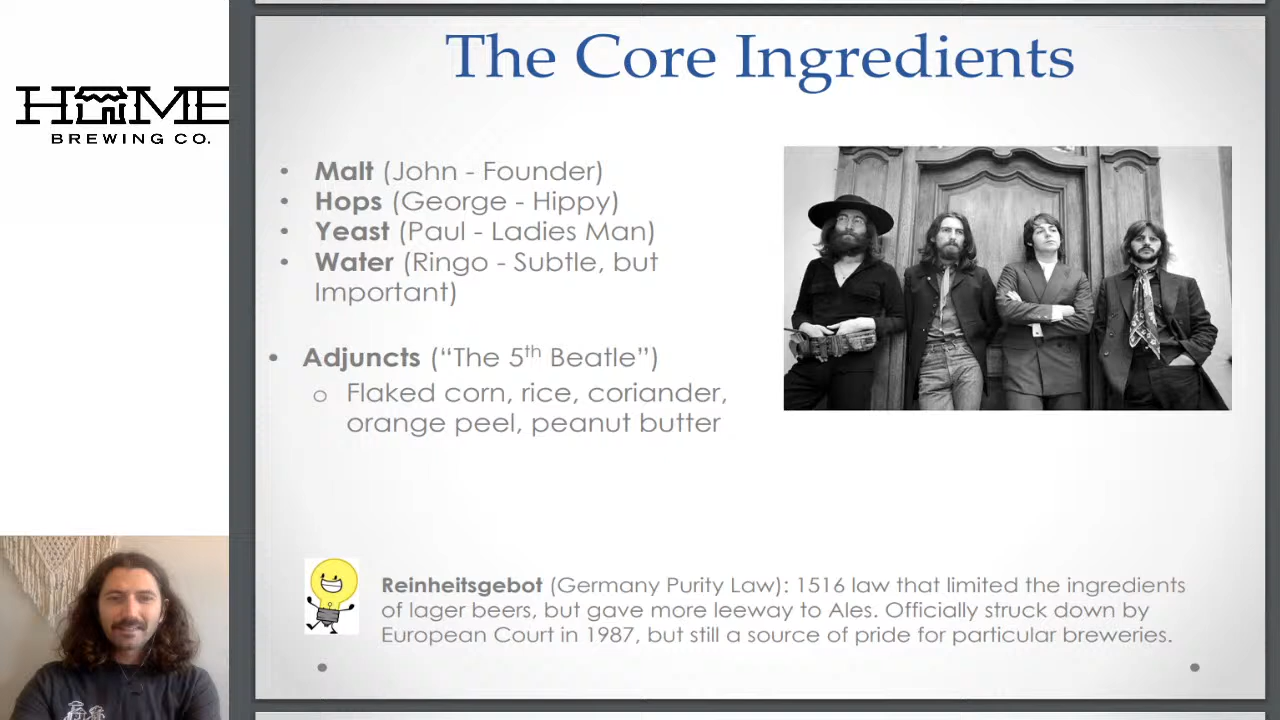 HOME
BREWING CO.
The Core Ingredients
• Malt (John - Founder)
• Hops (George - Hippy)
• Yeast (Paul - Ladies Man)
• Water (Ringo - Subtle, but
Important)
• Adjuncts (“The 5th Beatle”)
o Flaked corn, rice, coriander,
orange peel, peanut butter
Reinheitsgebot (Germany Purity Law): 1516 law that limited the ingredients
of lager beers, but gave more leeway to Ales. Officially struck down by
European Court in 1987, but still a source of pride for particular breweries.